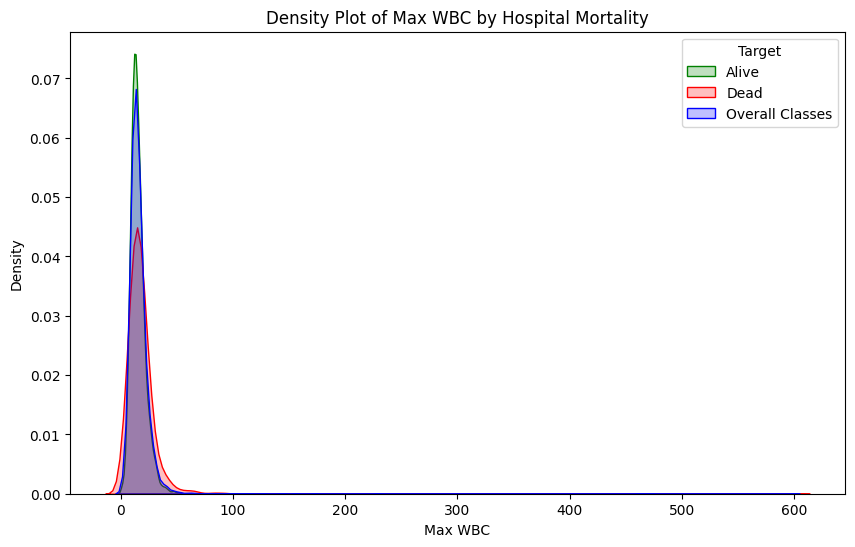 Density Plot of Max WBC by Hospital Mortality
Target
Alive
Dead
Overall Classes
0.07
0.06
0.05
0.04
0.03
0.02
0.01
0.00
Density
0 100 200 300 400 500 600
Max WBC